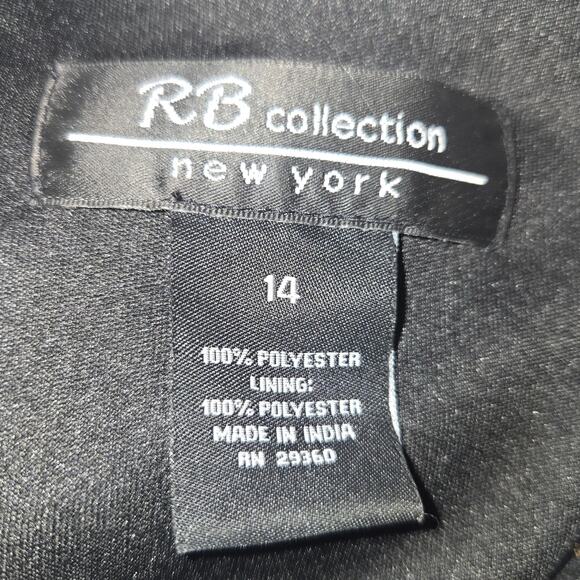 RB collection
new york
14
100% POLYESTER
LINING:
100% POLYESTER
MADE IN INDIA
RN 29360